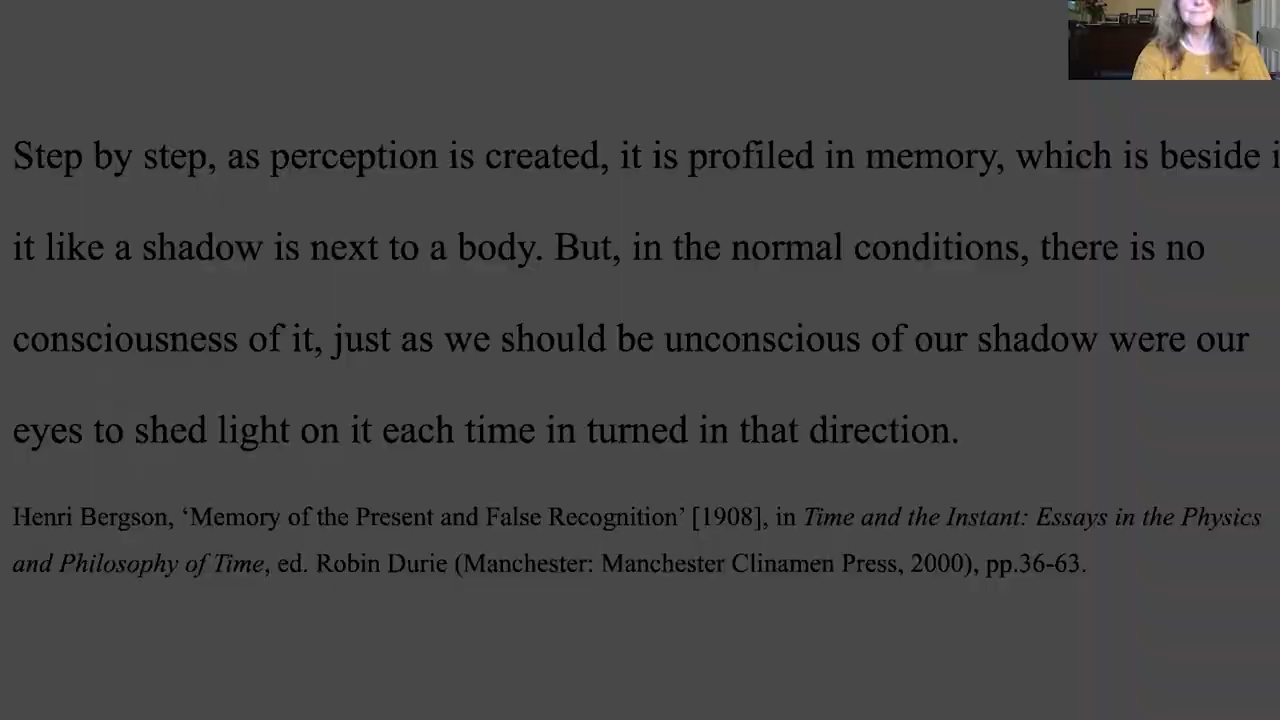 Step by step, as perception is created, it is profiled in memory, which is beside
it like a shadow is next to a body. But, in the normal conditions, there is no
consciousness of it, just as we should be unconscious of our shadow were our
eyes to shed light on it each time in turned in that direction.
Henri Bergson, ‘Memory of the Present and False Recognition’ [1908], in Time and the Instant: Essays in the Physics
and Philosophy of Time, ed. Robin Durie (Manchester: Manchester Clinamen Press, 2000), pp.36-63.